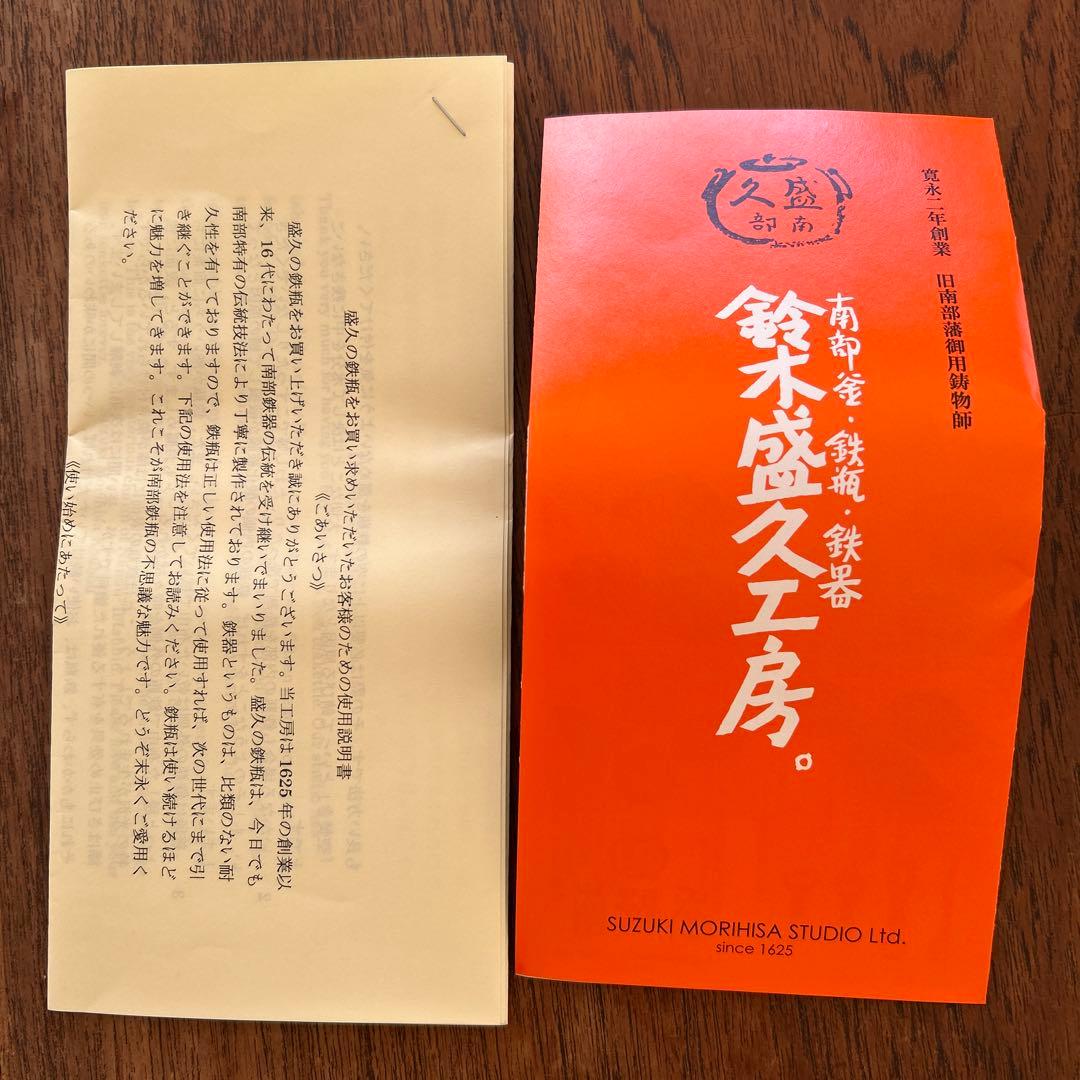 盛久の鉄瓶をお買い求めいただいたお客様のための使用説明書
《ごあいさつ》
盛久の鉄瓶をお買い上げいただき誠にありがとうございます。当工房は1625年の創業以
来、16代にわたって南部鉄器の伝統を受け継いでまいりました。盛久の鉄瓶は、今日でも
南部特有の伝統技法により丁寧に製作されております。鉄器というものは、比類のない耐
久性を有しておりますので、鉄瓶は正しい使用法に従って使用すれば、次の世代にまで引
き継ぐことができます。下記の使用法を注意してお読みください。鉄瓶は使い続けるほど
に魅力を増してきます。これこそが南部鉄瓶の不思議な魅力です。どうぞ末永くご愛用く
ださい。
《使い始めにあたって》
寛永二年創業 旧南部藩御用鋳物師
盛久
南部
南部釜・鉄瓶・鉄器
鈴木盛久工房。
SUZUKI MORIHISA STUDIO Ltd.
since 1625